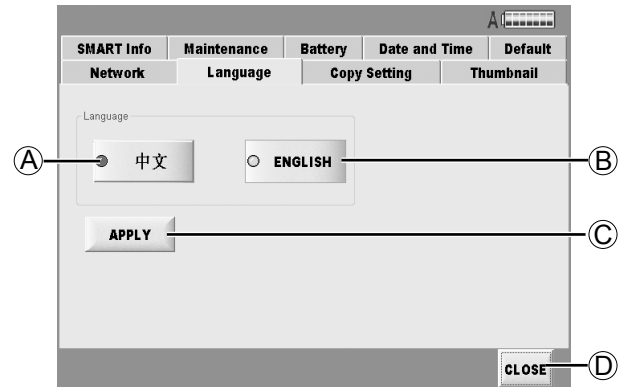 A
SMART Info Maintenance Battery Date and Time Default
Network Language Copy Setting Thumbnail
Language
A 中文 ENGLISH B
APPLY C
CLOSE D